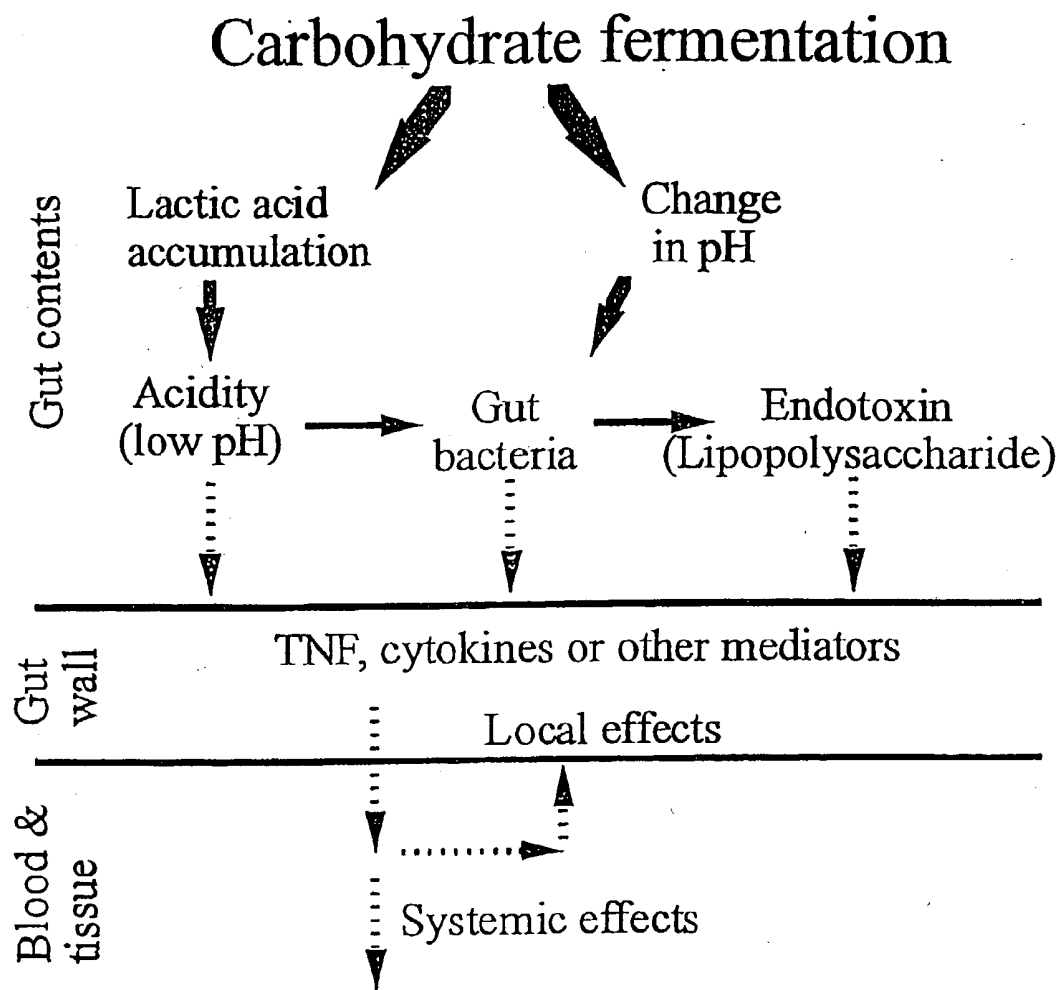 Carbohydrate fermentation
Gut contents
Lactic acid
accumulation
Change
in pH
Acidity
(low pH)
Gut
bacteria
Endotoxin
(Lipopolysaccharide)
Gut
wall
TNF, cytokines or other mediators
Local effects
Blood &
tissue
Systemic effects